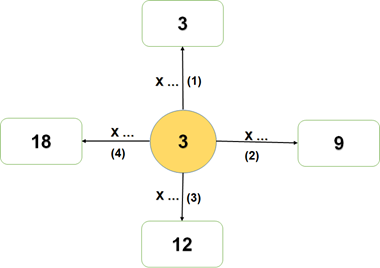 3
X ... (1)
18
X ...
(4)
3
X ...
(2)
9
X ... (3)
12